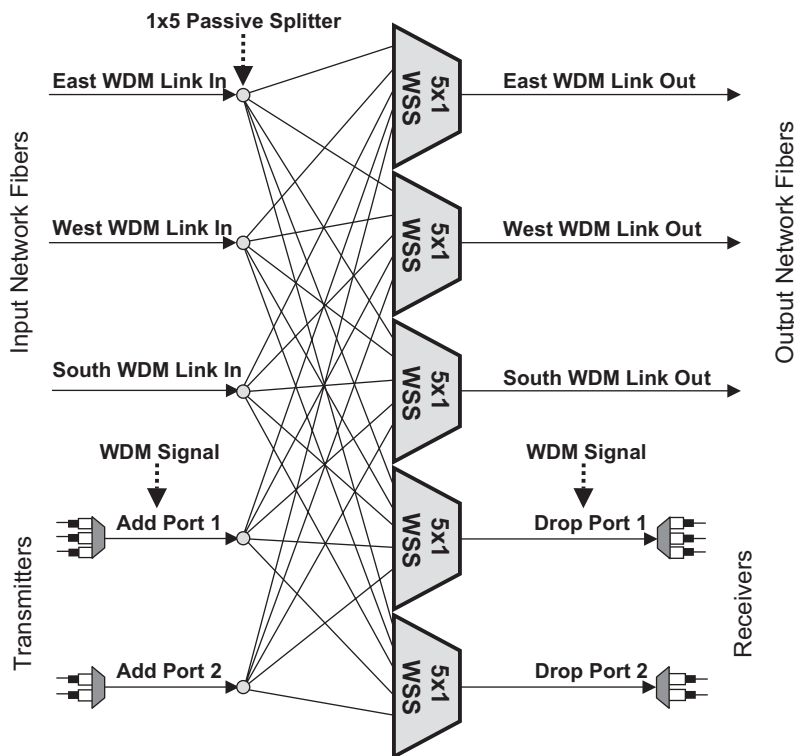 1x5 Passive Splitter
East WDM Link In
5x1
WSS
East WDM Link Out
Input Network Fibers
West WDM Link In
5x1
WSS
West WDM Link Out
Output Network Fibers
South WDM Link In
5x1
WSS
South WDM Link Out
WDM Signal
WDM Signal
Transmitters
Add Port 1
5x1
WSS
Drop Port 1
Receivers
Add Port 2
5x1
WSS
Drop Port 2